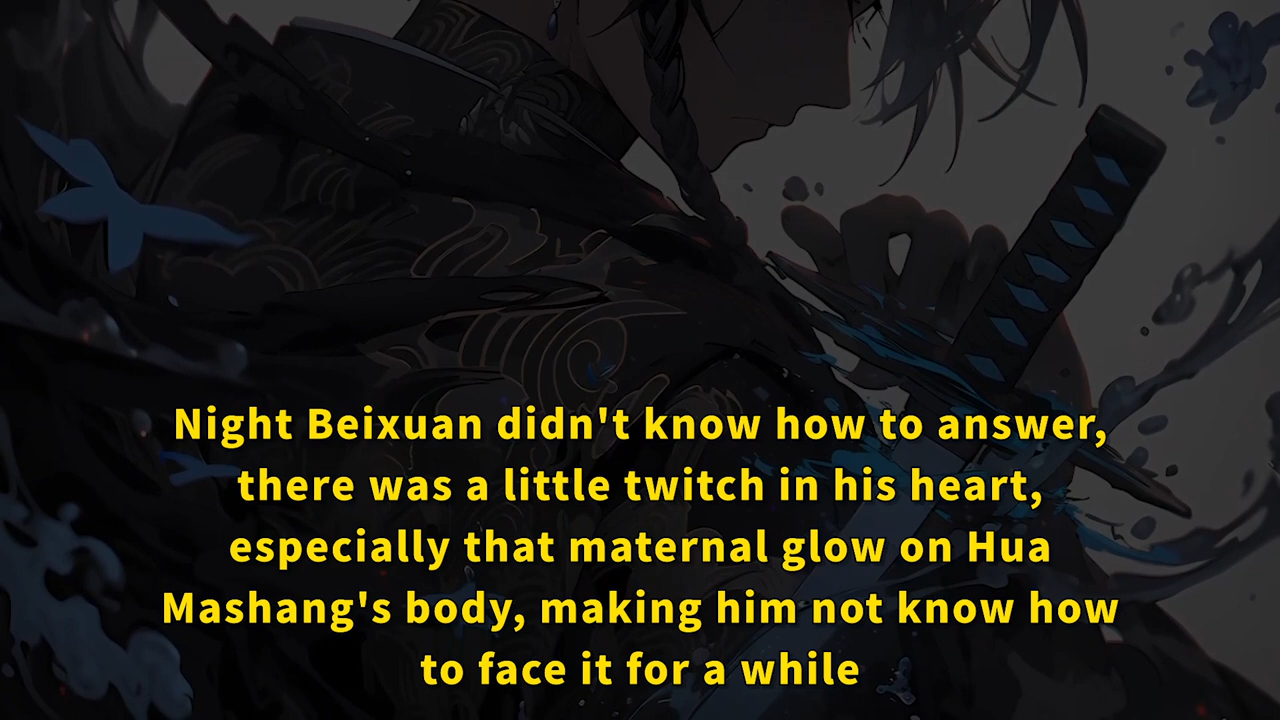 Night Beixuan didn't know how to answer,
there was a little twitch in his heart,
especially that maternal glow on Hua
Mashang's body, making him not know how
to face it for a while